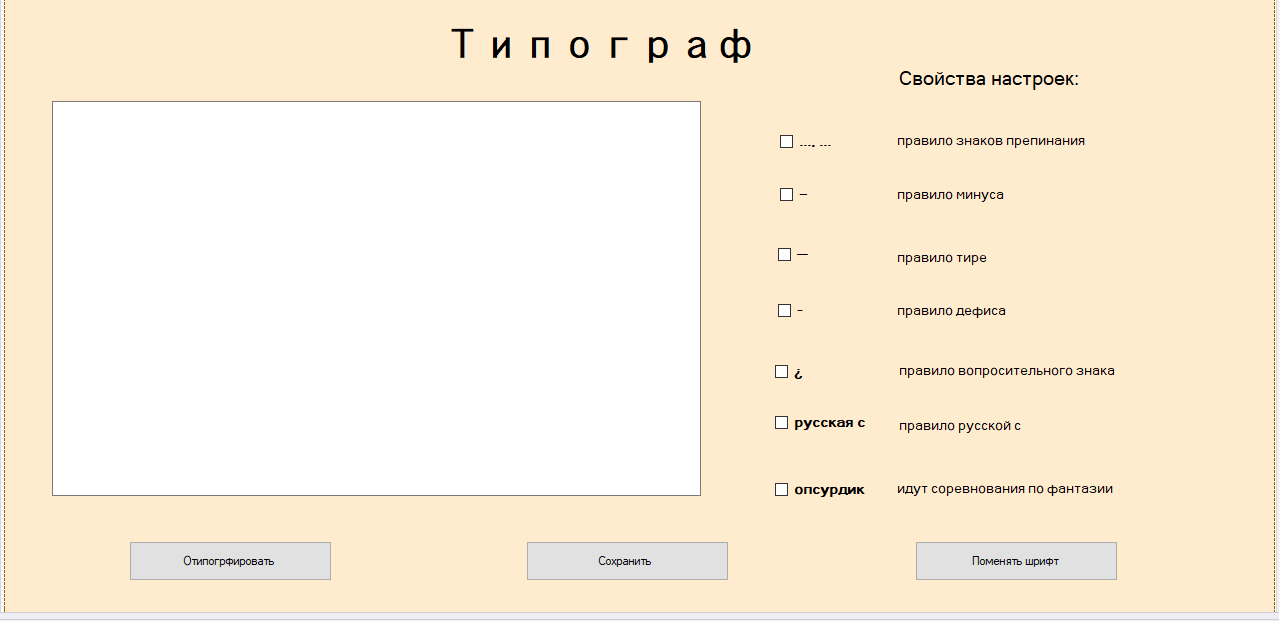 Типограф
Свойства настроек:
...,  ... правило знаков препинания
– правило минуса
— правило тире
- правило дефиса
¿ правило вопросительного знака
русская с правило русской с
опсурдик идут соревнования по фантазии
Отипогрфировать Сохранить Поменять шрифт